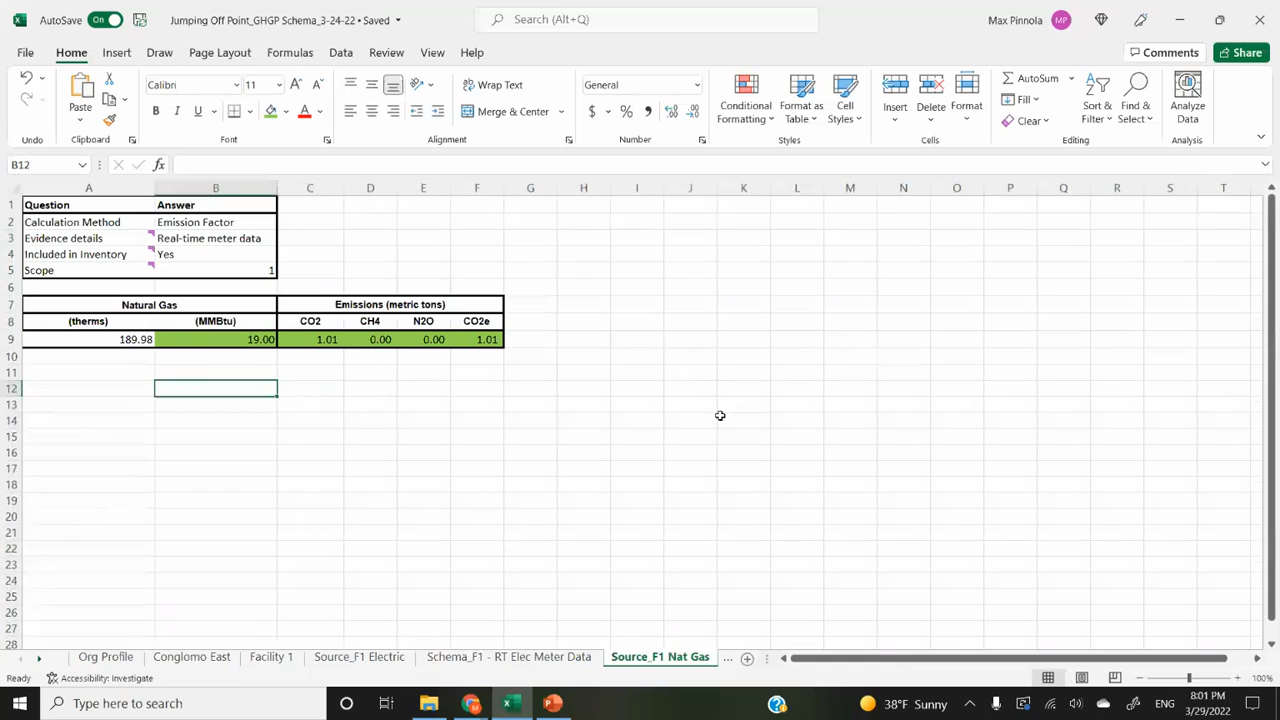 AutoSave On Jumping Off Point_GHGP Schema_3-24-22 • Saved Search (Alt+Q) Max Pinnola MP
File Home Insert Draw Page Layout Formulas Data Review View Help Comments Share
Paste Calibri 11 Wrap Text General AutoSum
Merge & Center Fill
Conditional Formatting Format as Table Cell Styles Insert Delete Format Clear Sort & Filter Find & Select Analyze Data
Undo Clipboard Font Alignment Number Styles Cells Editing Analysis
B12 fx
A B C D E F G H I J K L M N O P Q R S T
1 Question Answer
2 Calculation Method Emission Factor
3 Evidence details Real-time meter data
4 Included in Inventory Yes
5 Scope 1
6
7 Natural Gas Emissions (metric tons)
8 (therms) (MMBtu) CO2 CH4 N2O CO2e
9 189.98 19.00 1.01 0.00 0.00 1.01
10
11
12
13
14
15
16
17
18
19
20
21
22
23
24
25
26
27
28
Org Profile Conglomo East Facility 1 Source_F1 Electric Schema_F1 - RT Elec Meter Data Source_F1 Nat Gas ...
Ready Accessibility: Investigate 100%
Type here to search 38°F Sunny ENG 8:01 PM
3/29/2022